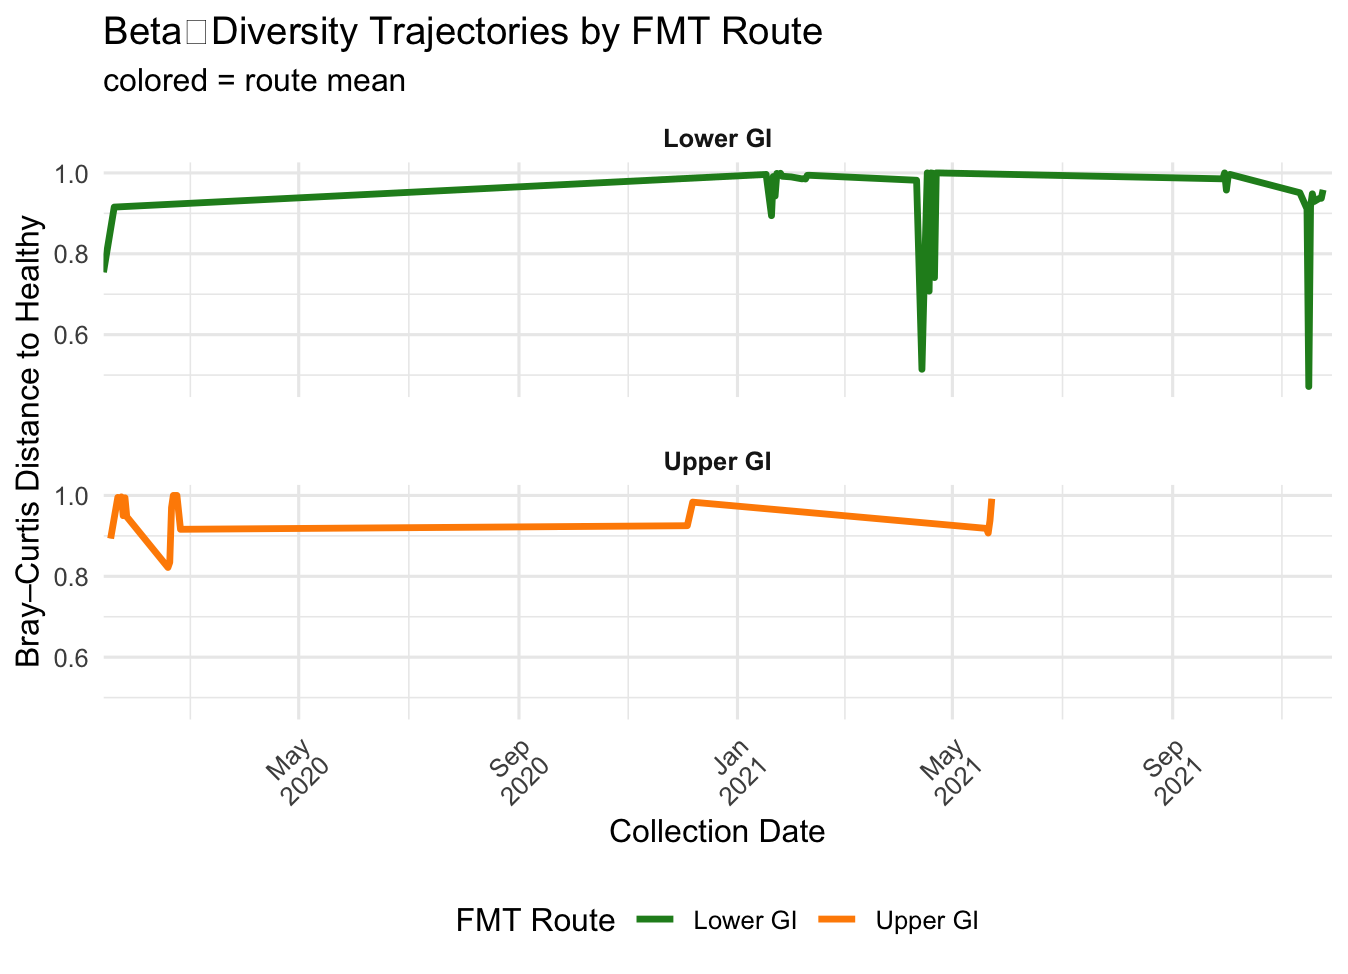 Beta□Diversity Trajectories by FMT Route
colored = route mean
Lower GI
1.0
0.8
0.6
Upper GI
1.0
0.8
0.6
Bray–Curtis Distance to Healthy
May
2020
Sep
2020
Jan
2021
May
2021
Sep
2021
Collection Date
FMT Route
Lower GI
Upper GI